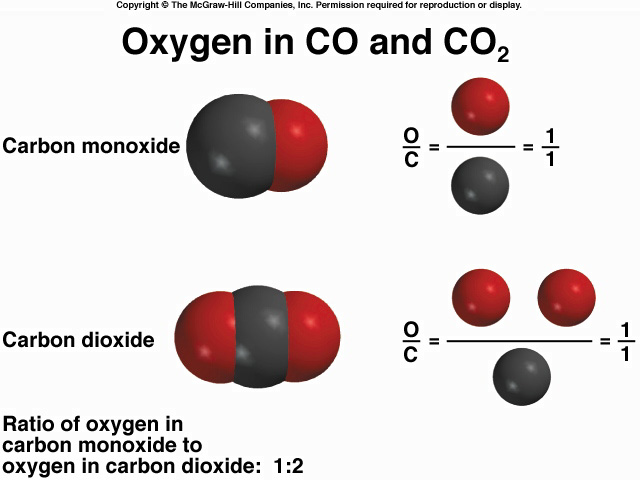 Copyright © The McGraw-Hill Companies, Inc. Permission required for reproduction or display.
Oxygen in CO and CO₂
Carbon monoxide
O/C = = 1/1
Carbon dioxide
O/C = = 1/1
Ratio of oxygen in
carbon monoxide to
oxygen in carbon dioxide: 1:2